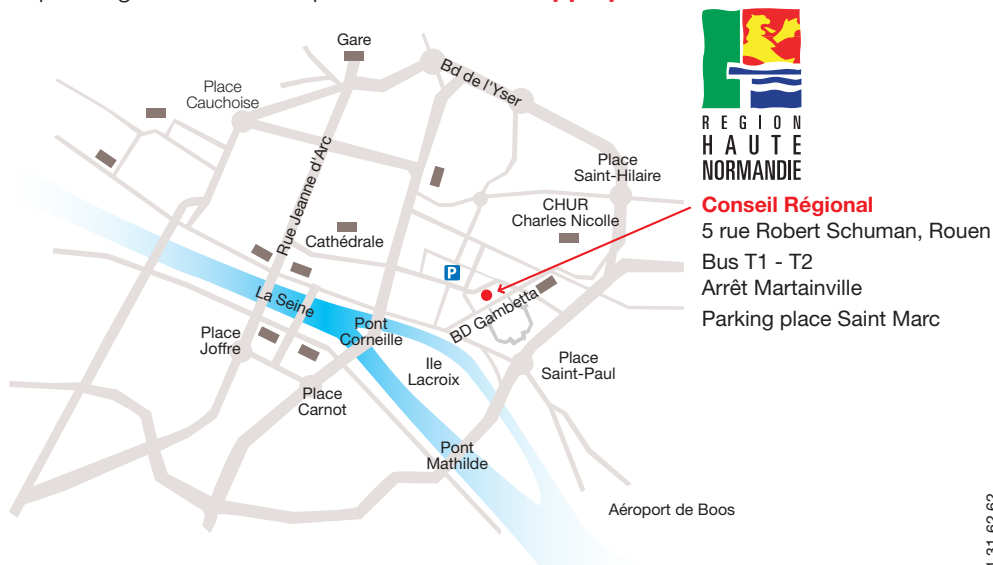 Gare
Bd de l'Yser
Place
Cauchoise
Rue Jeanne d'Arc
Place
Saint-Hilaire
CHUR
Charles Nicolle
Cathédrale
P
La Seine
BD Gambetta
Pont
Corneille
Place
Joffre
Ile
Lacroix
Place
Saint-Paul
Place
Carnot
Pont
Mathilde
Aéroport de Boos
REGION
HAUTE
NORMANDIE
Conseil Régional
5 rue Robert Schuman, Rouen
Bus T1 - T2
Arrêt Martainville
Parking place Saint Marc